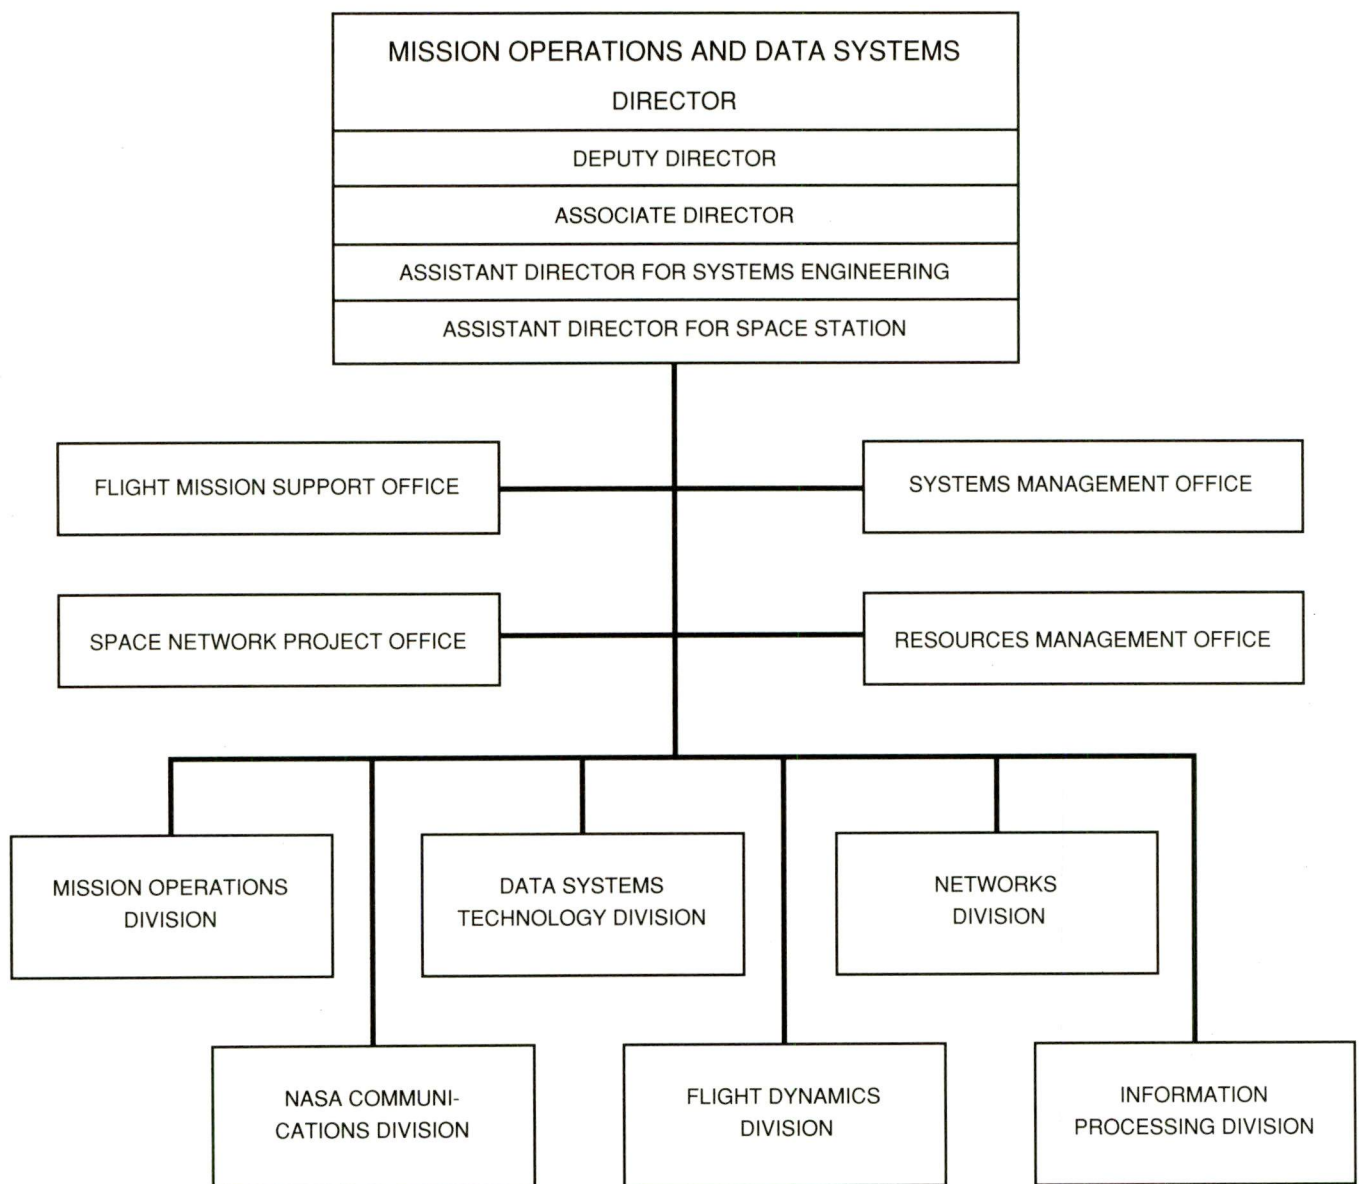 MISSION OPERATIONS AND DATA SYSTEMS
DIRECTOR
DEPUTY DIRECTOR
ASSOCIATE DIRECTOR
ASSISTANT DIRECTOR FOR SYSTEMS ENGINEERING
ASSISTANT DIRECTOR FOR SPACE STATION
FLIGHT MISSION SUPPORT OFFICE
SYSTEMS MANAGEMENT OFFICE
SPACE NETWORK PROJECT OFFICE
RESOURCES MANAGEMENT OFFICE
MISSION OPERATIONS
DIVISION
DATA SYSTEMS
TECHNOLOGY DIVISION
NETWORKS
DIVISION
NASA COMMUNI-
CATIONS DIVISION
FLIGHT DYNAMICS
DIVISION
INFORMATION
PROCESSING DIVISION